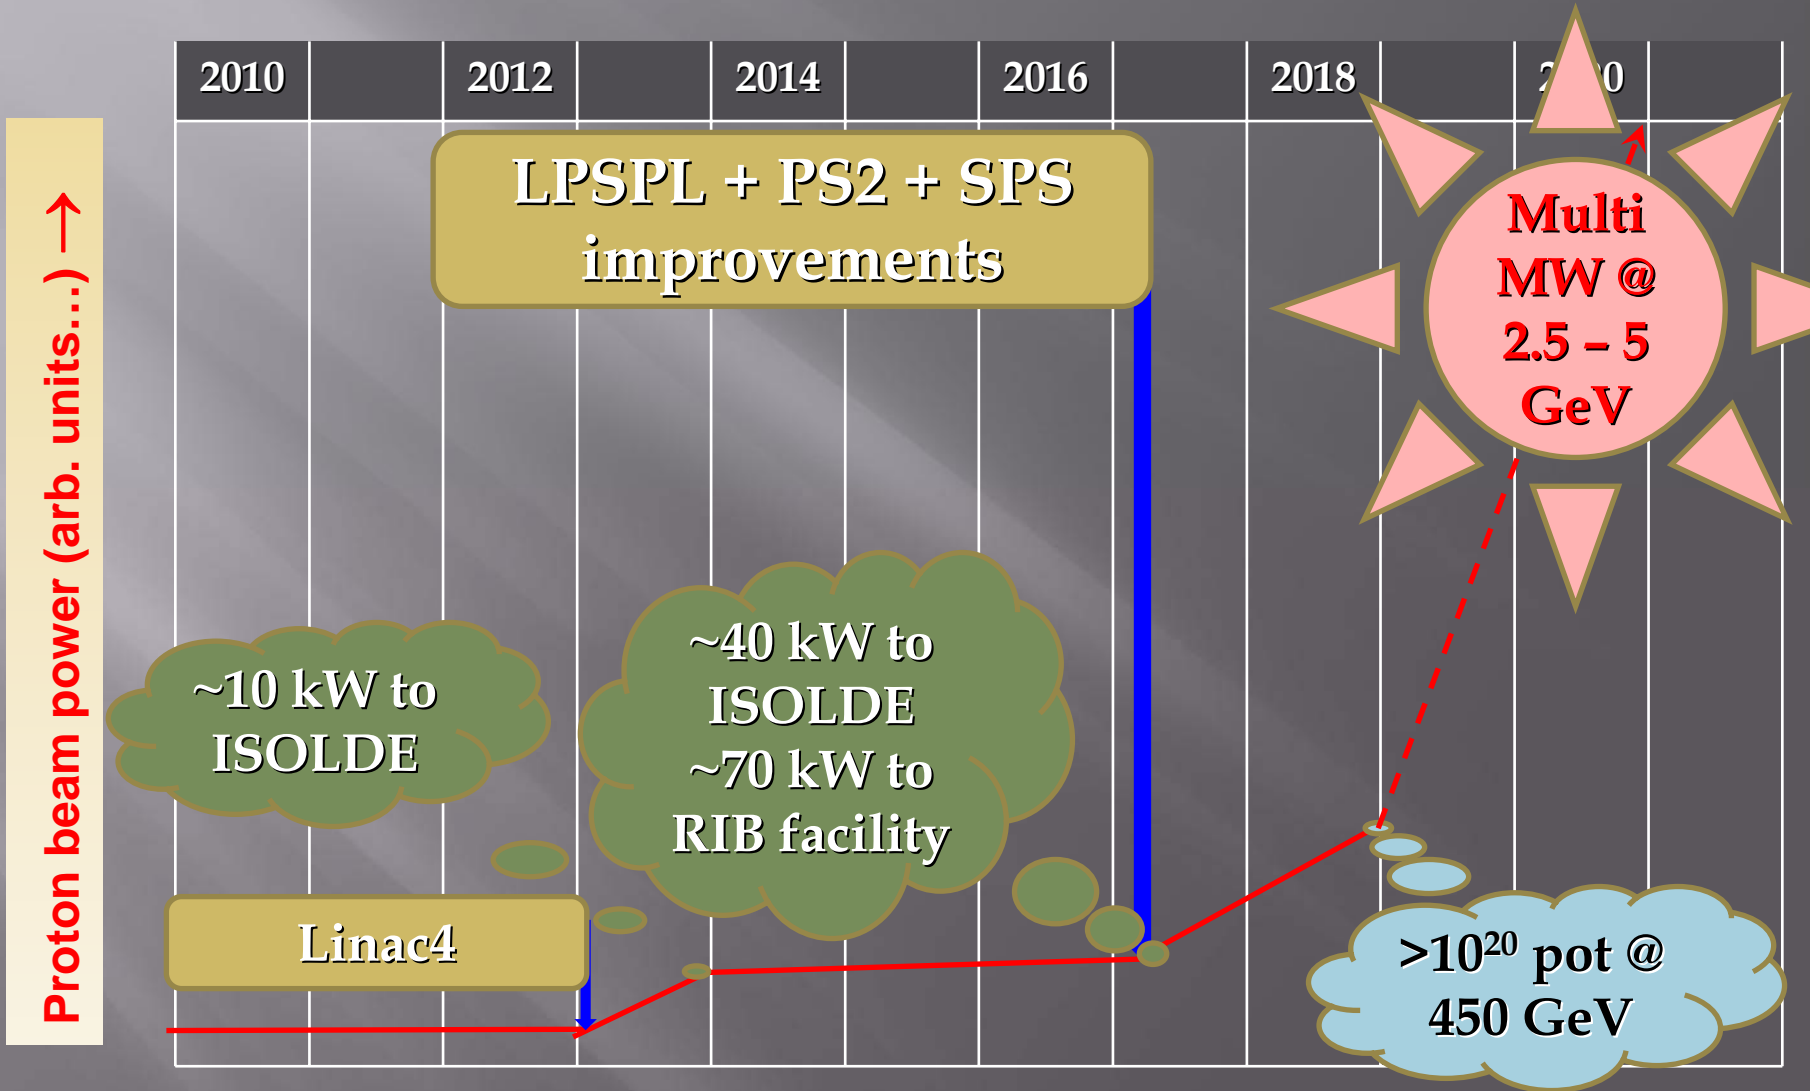 2010 2012 2014 2016 2018
LPSPL + PS2 + SPS
improvements
Multi
MW @
2.5 – 5
GeV
Proton beam power (arb. units…) →
~10 kW to
ISOLDE
~40 kW to
ISOLDE
~70 kW to
RIB facility
Linac4
>10²⁰ pot @
450 GeV